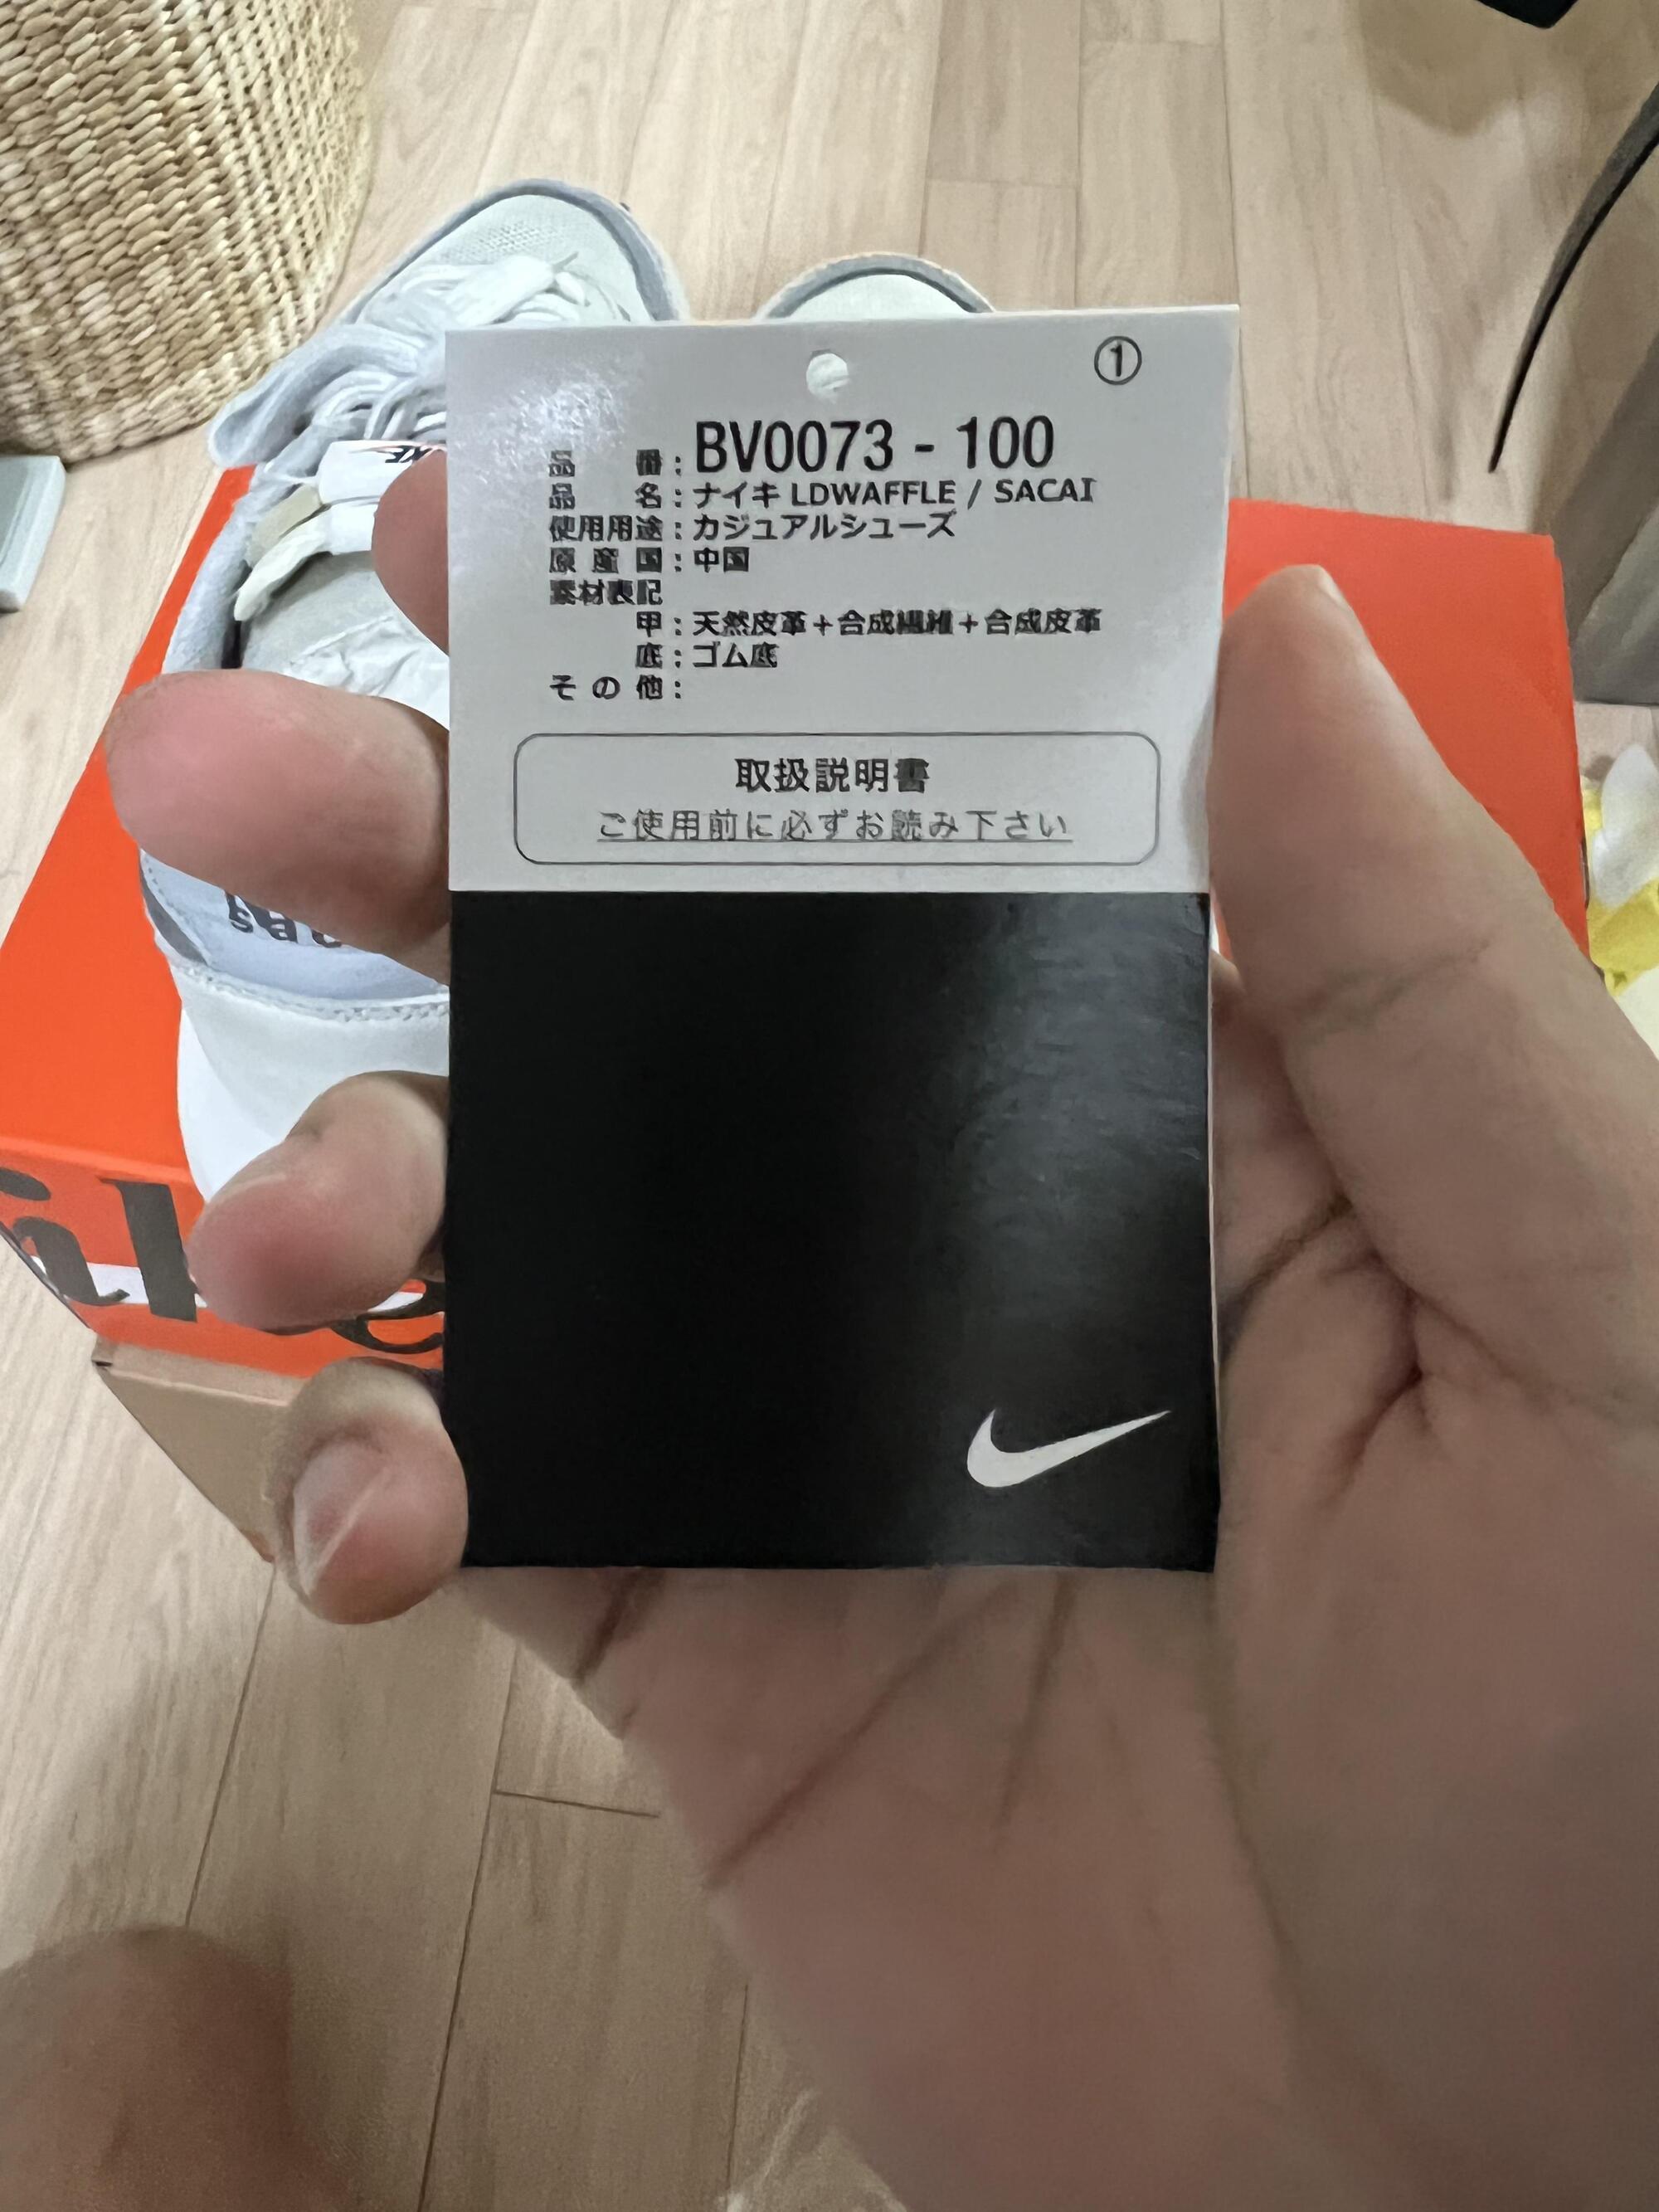 ①
品番：BV0073 - 100
品名：ナイキ LDWAFFLE / SACAI
使用用途：カジュアルシューズ
原産国：中国
素材表記
甲：天然皮革＋合成繊維＋合成皮革
底：ゴム底
その他：
取扱説明書
ご使用前に必ずお読み下さい